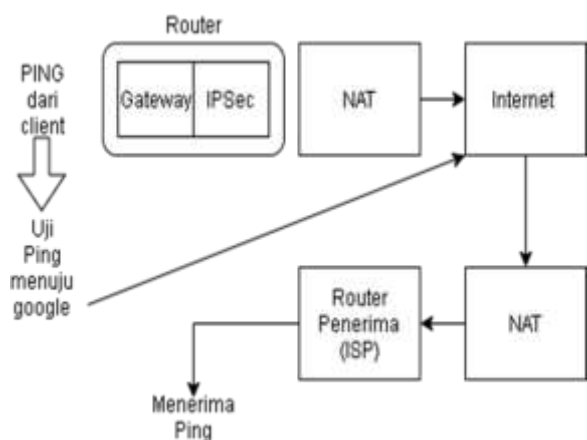 Router
PING
dari
client
Gateway
IPSec
NAT
Internet
Uji
Ping
menuju
google
Router
Penerima
(ISP)
NAT
Menerima
Ping